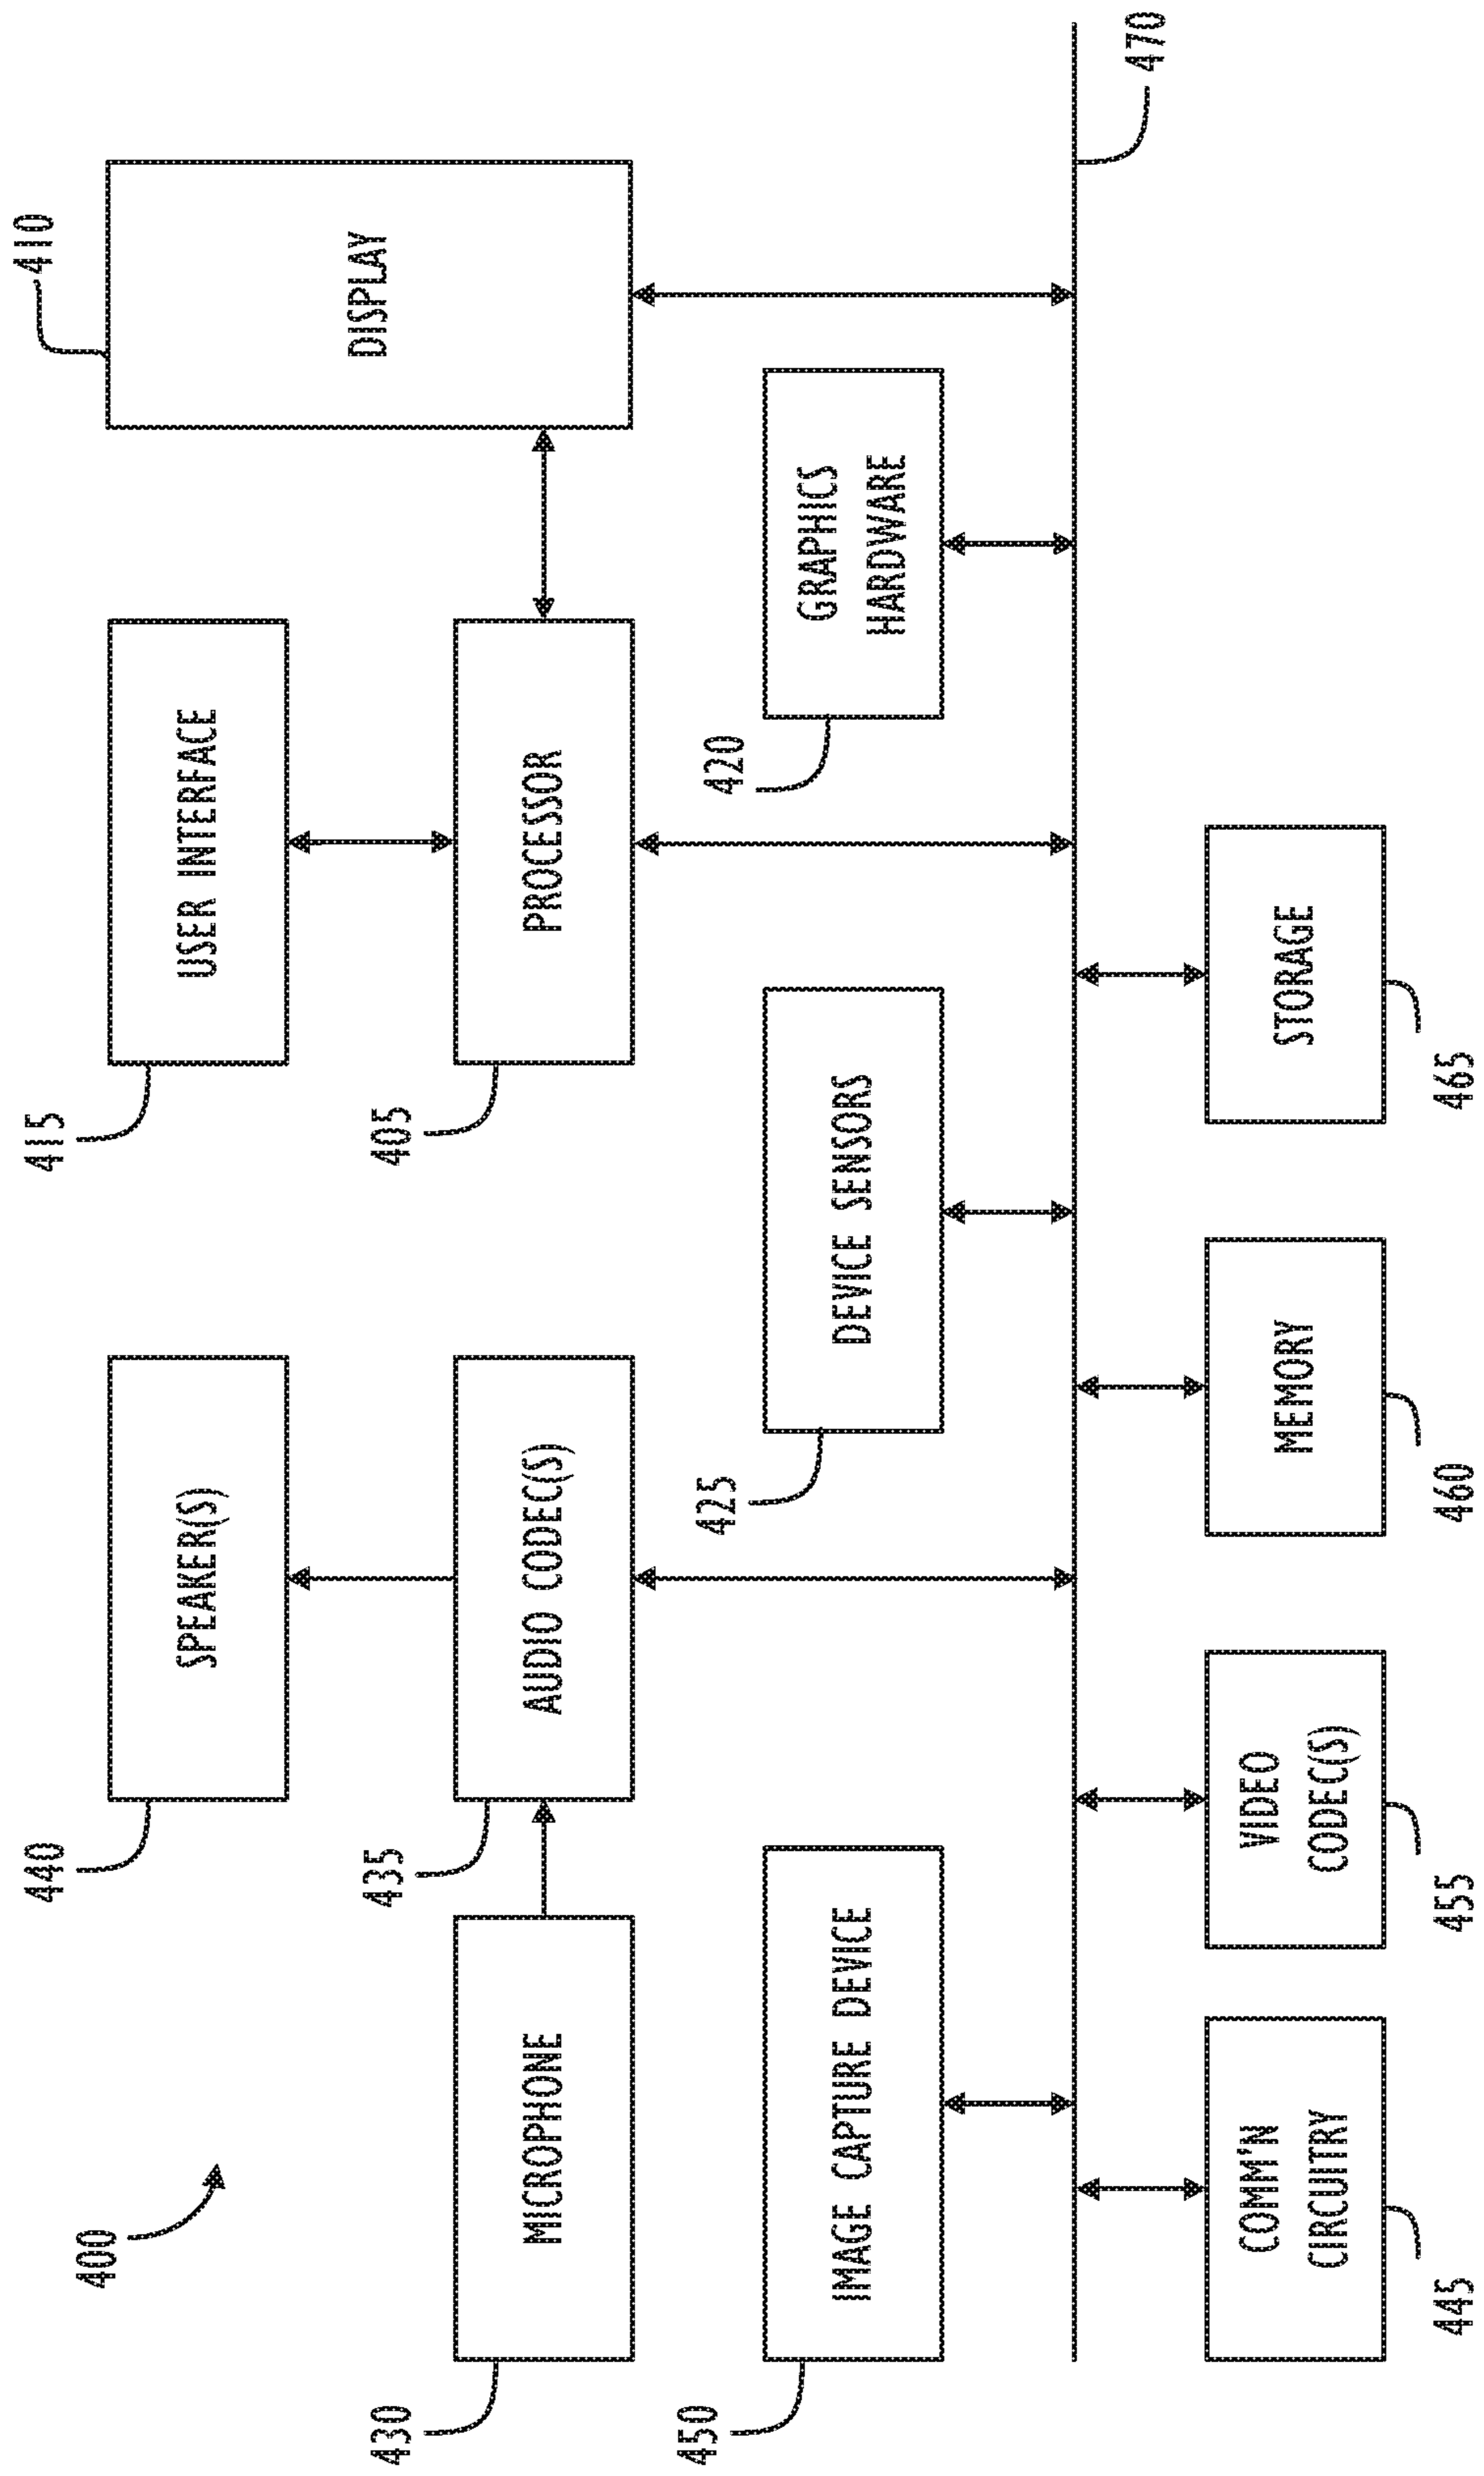 400
440
SPEAKER(S)
415
USER INTERFACE
410
DISPLAY
430
MICROPHONE
435
AUDIO CODEC(S)
405
PROCESSOR
450
IMAGE CAPTURE DEVICE
425
DEVICE SENSORS
420
GRAPHICS
HARDWARE
470
COMM'N
CIRCUITRY
445
VIDEO
CODEC(S)
455
MEMORY
460
STORAGE
465